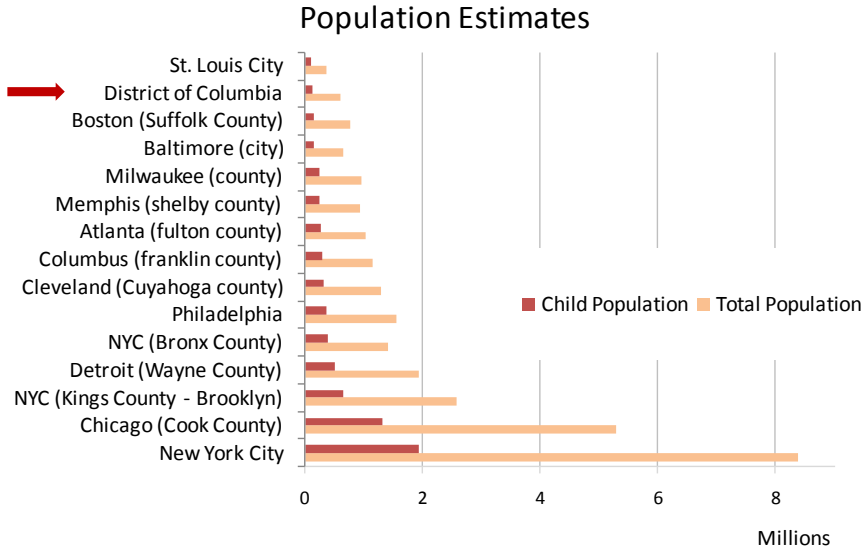 Population Estimates
St. Louis City
District of Columbia
Boston (Suffolk County)
Baltimore (city)
Milwaukee (county)
Memphis (shelby county)
Atlanta (fulton county)
Columbus (franklin county)
Cleveland (Cuyahoga county)
Philadelphia
NYC (Bronx County)
Detroit (Wayne County)
NYC (Kings County - Brooklyn)
Chicago (Cook County)
New York City
Child Population Total Population
0 2 4 6 8
Millions